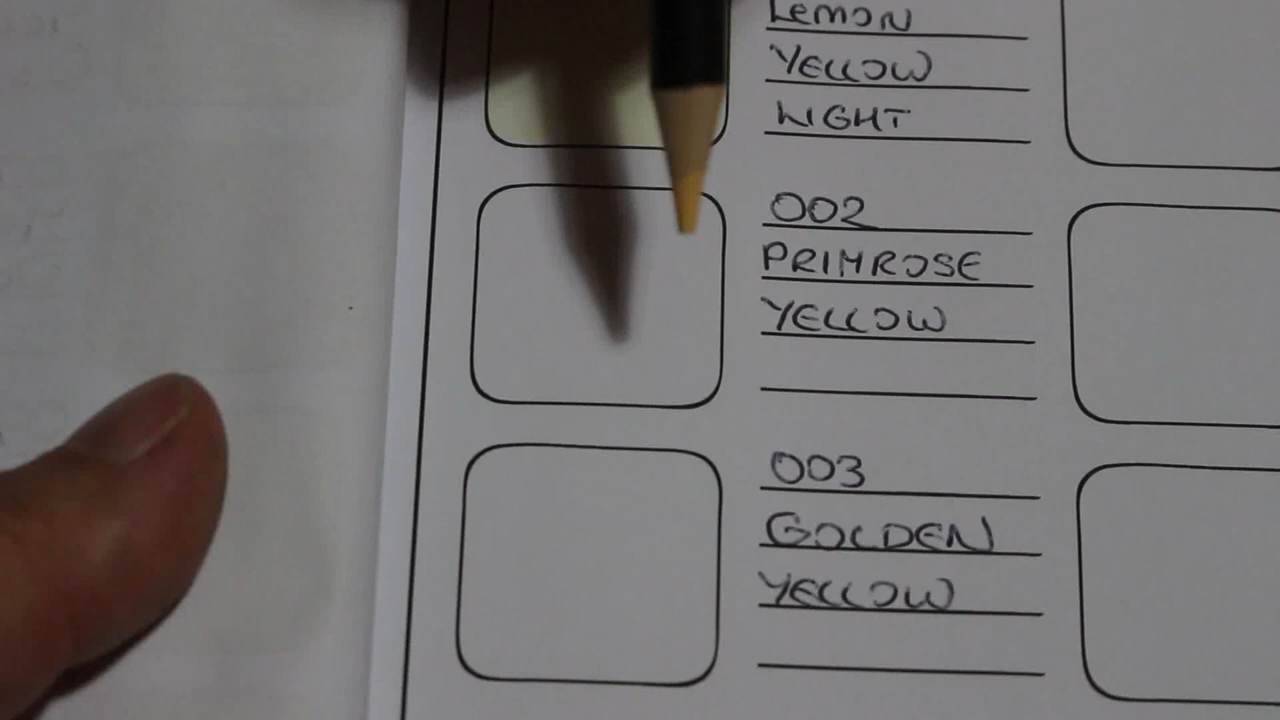 LEMON
YELLOW
LIGHT
002
PRIMROSE
YELLOW
003
GOLDEN
YELLOW